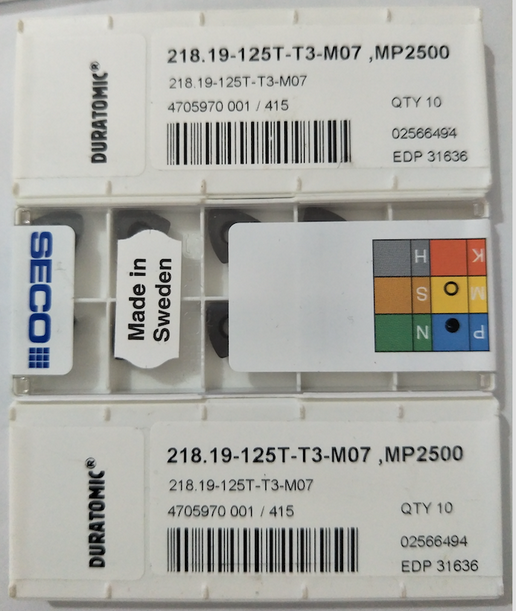 DURATOMIC®
218.19-125T-T3-M07 ,MP2500
218.19-125T-T3-M07
4705970 001 / 415
QTY 10
02566494
EDP 31636
SECO
Made in
Sweden
H
K
S
M
N
P
DURATOMIC®
218.19-125T-T3-M07 ,MP2500
218.19-125T-T3-M07
4705970 001 / 415
QTY 10
02566494
EDP 31636